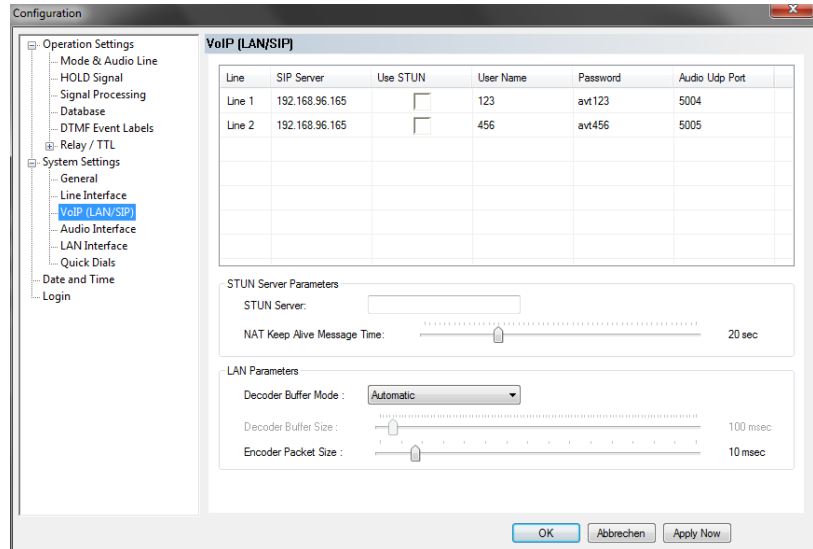 Configuration
Operation Settings
Mode & Audio Line
HOLD Signal
Signal Processing
Database
DTMF Event Labels
Relay / TTL
System Settings
General
Line Interface
VoIP (LAN/SIP)
Audio Interface
LAN Interface
Quick Dials
Date and Time
Login
VoIP (LAN/SIP)
Line SIP Server Use STUN User Name Password Audio Udp Port
Line 1 192.168.96.165 123 avt123 5004
Line 2 192.168.96.165 456 avt456 5005
STUN Server Parameters
STUN Server:
NAT Keep Alive Message Time: 20 sec
LAN Parameters
Decoder Buffer Mode : Automatic
Decoder Buffer Size : 100 msec
Encoder Packet Size : 10 msec
OK Abbrechen Apply Now